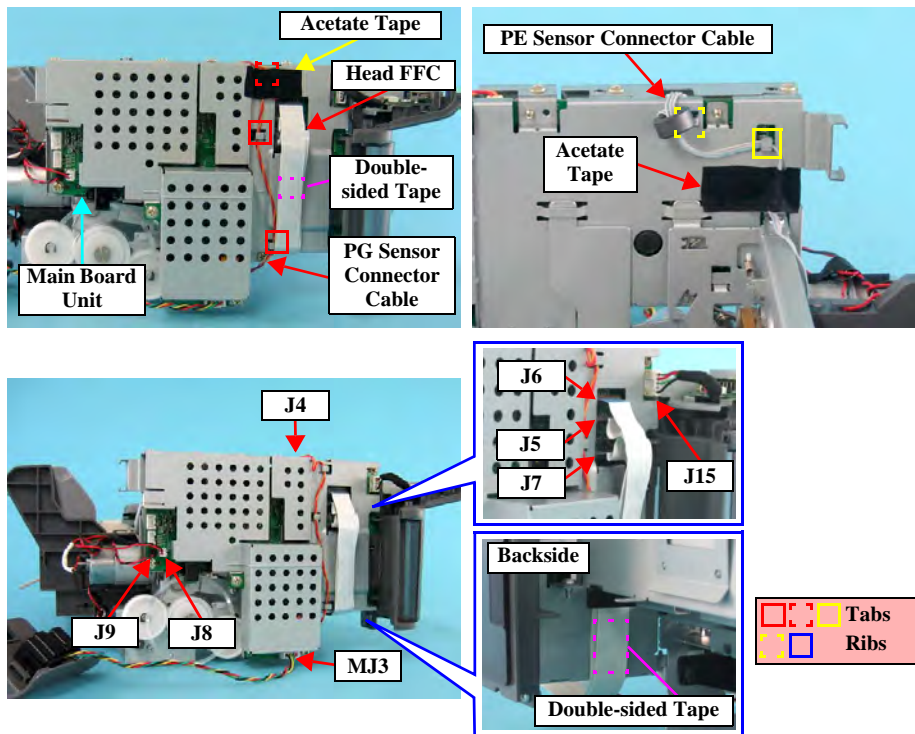 Acetate Tape
Head FFC
Double-
sided Tape
PG Sensor
Connector
Cable
Main Board
Unit
PE Sensor Connector Cable
Acetate
Tape
J4
J9
J8
MJ3
J6
J5
J7
J15
Backside
Double-sided Tape
Tabs
Ribs